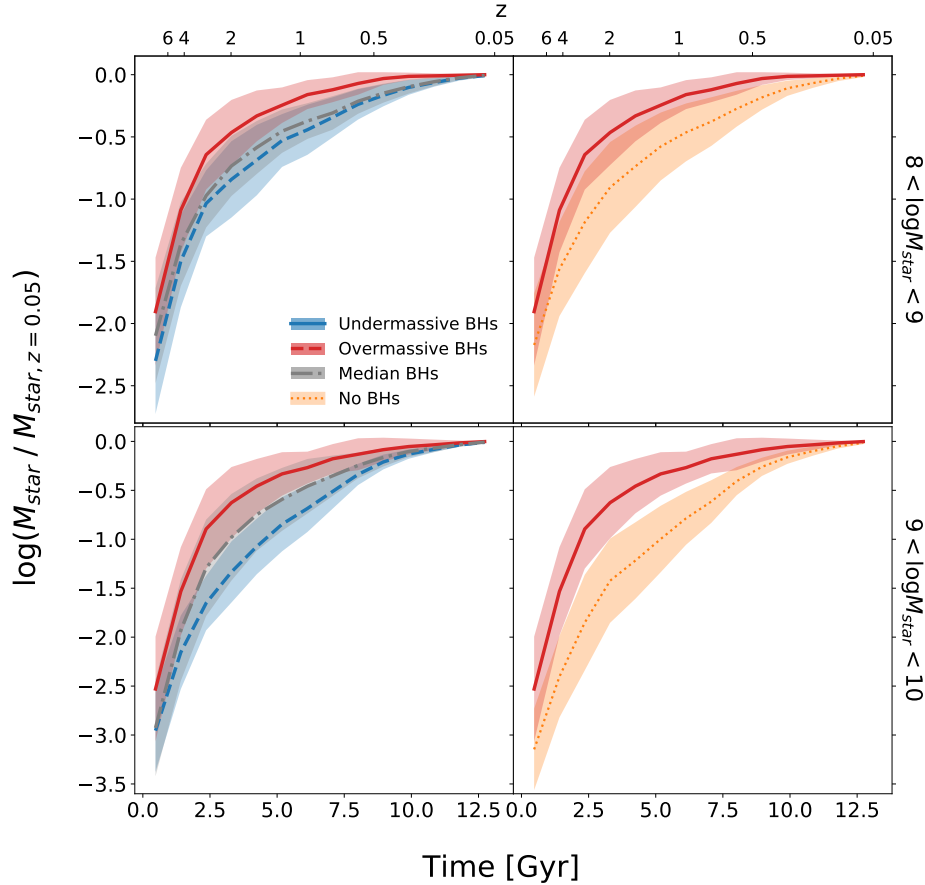 z
6 4 2 1 0.5 0.05
6 4 2 1 0.5 0.05
0.0
−0.5
−1.0
−1.5
−2.0
−2.5
Undermassive BHs
Overmassive BHs
Median BHs
No BHs
8 < logM_star < 9
0.0
−0.5
−1.0
−1.5
−2.0
−2.5
−3.0
−3.5
9 < logM_star < 10
log(M_star / M_star, z = 0.05)
0.0 2.5 5.0 7.5 10.0 12.5
0.0 2.5 5.0 7.5 10.0 12.5
Time [Gyr]